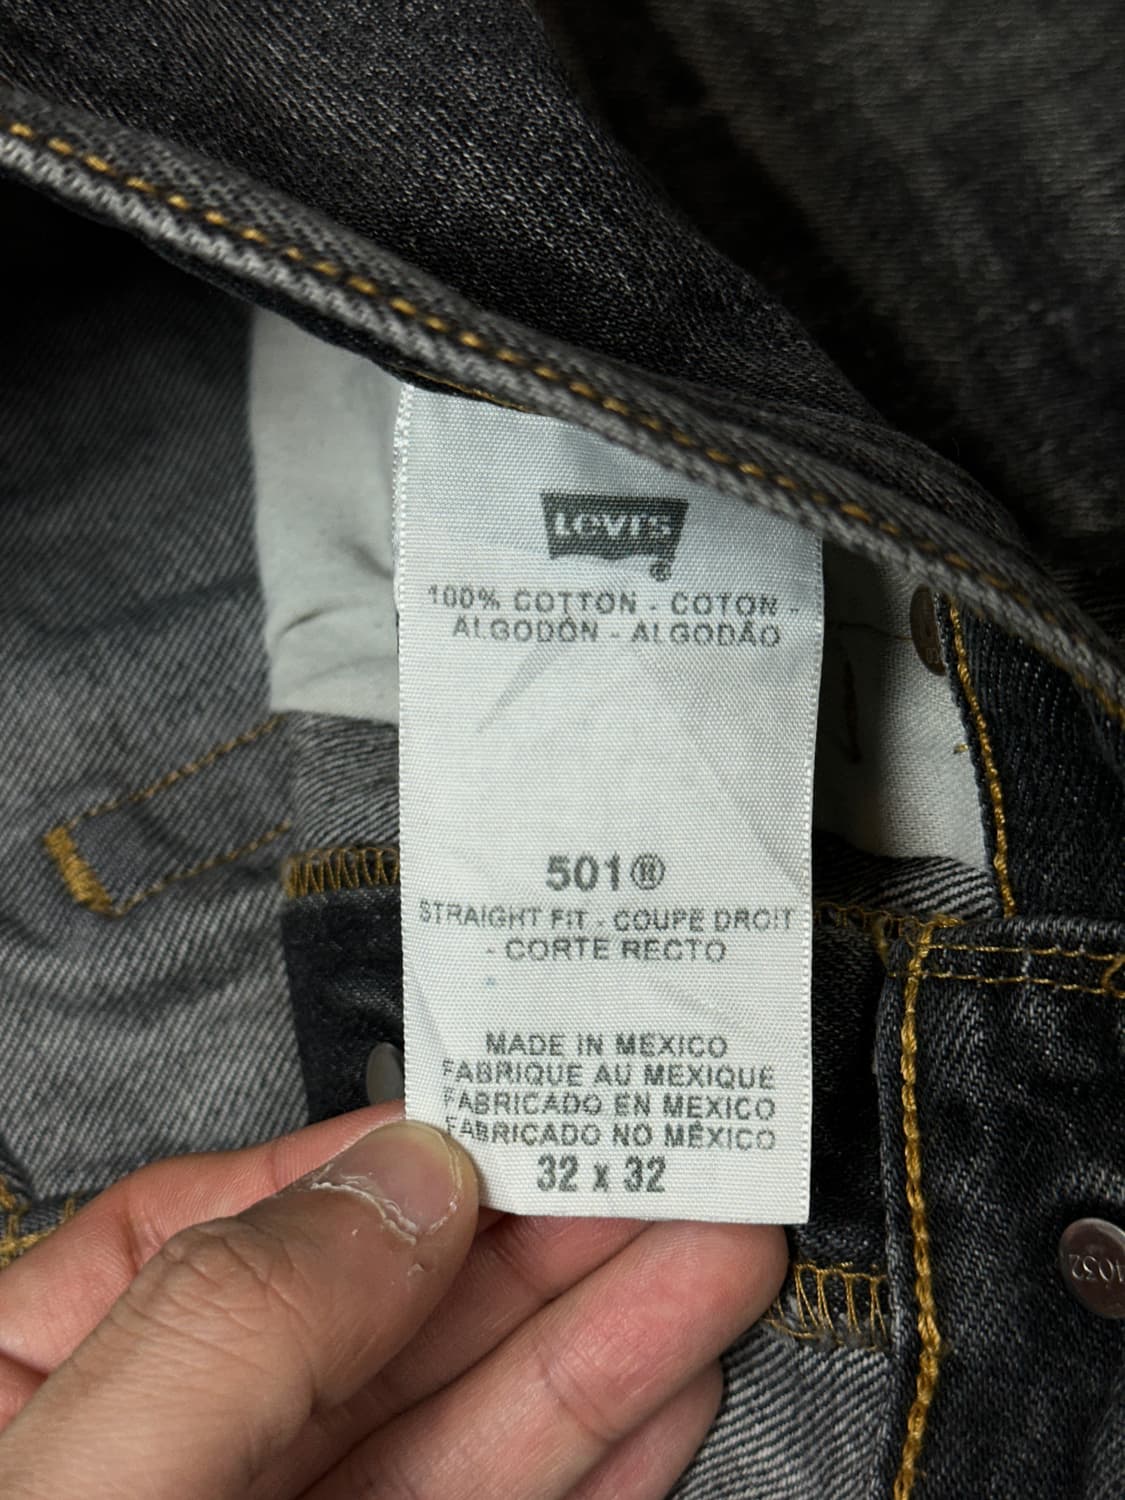 LEVI'S
®
100% COTTON - COTON -
ALGODÓN - ALGODÃO
501®
STRAIGHT FIT - COUPE DROIT
- CORTE RECTO
MADE IN MEXICO
FABRIQUE AU MEXIQUE
FABRICADO EN MEXICO
FABRICADO NO MÉXICO
32 x 32
4032